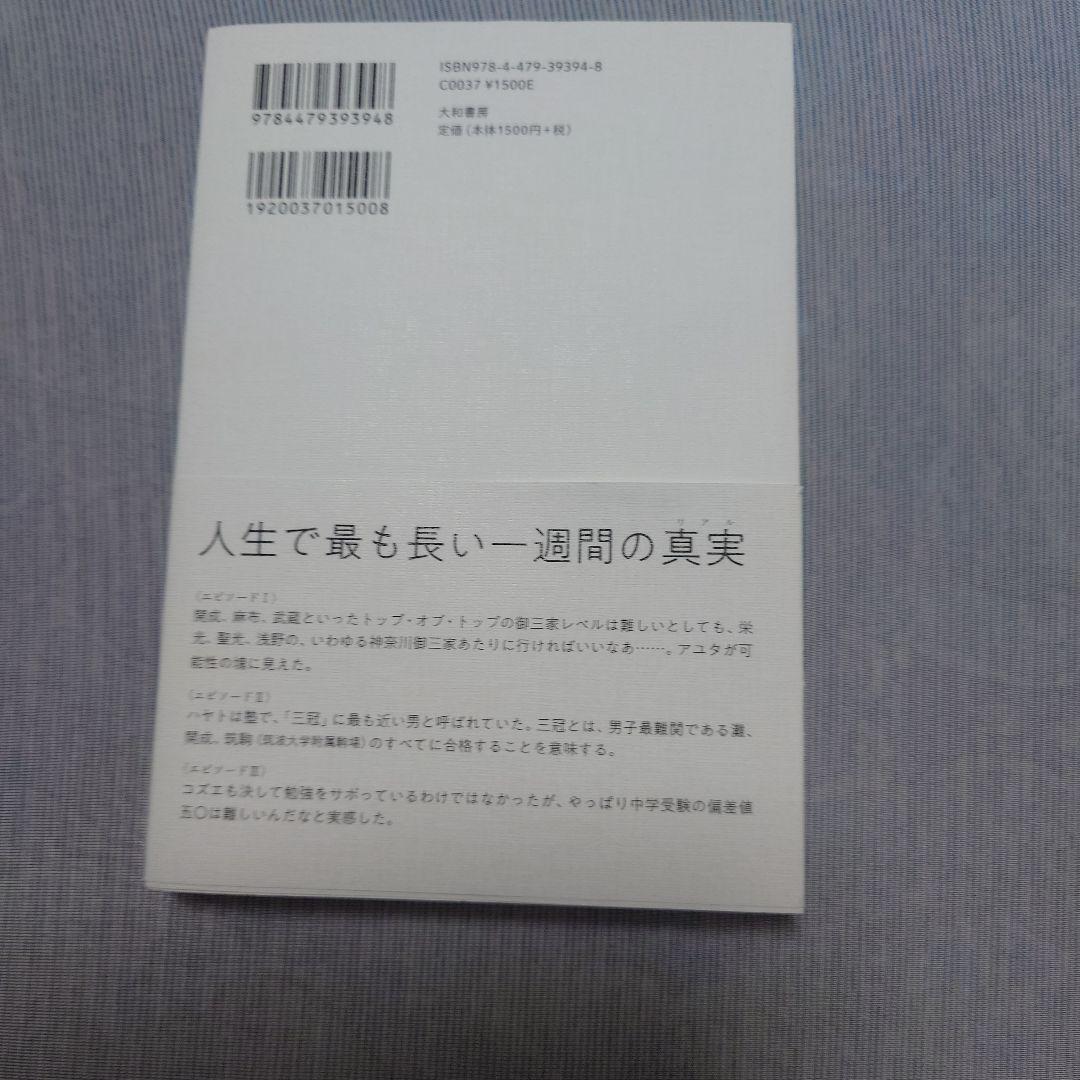 ISBN978-4-479-39394-8
C0037 ¥1500E
9784479393948
大和書房
定価(本体1500円+税)
1920037015008
リアル
人生で最も長い一週間の真実
〈エピソードⅠ〉
開成、麻布、武蔵といったトップ・オブ・トップの御三家レベルは難しいとしても、栄
光、聖光、浅野の、いわゆる神奈川御三家あたりに行ければいいなあ……。アユタが可
能性の塊に見えた。
〈エピソードⅡ〉
ハヤトは塾で、「三冠」に最も近い男と呼ばれていた。三冠とは、男子最難関である灘、
開成、筑駒(筑波大学附属駒場)のすべてに合格することを意味する。
〈エピソードⅢ〉
コズエも決して勉強をサボっているわけではなかったが、やっぱり中学受験の偏差値
五〇は難しいんだなと実感した。